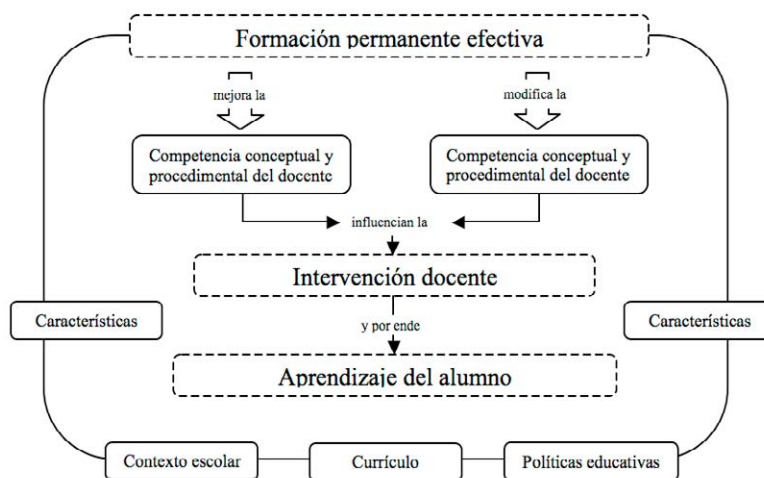 Formación permanente efectiva
mejora la
modifica la
Competencia conceptual y
procedimental del docente
Competencia conceptual y
procedimental del docente
influencian la
Intervención docente
Características
y por ende
Características
Aprendizaje del alumno
Contexto escolar
Currículo
Políticas educativas